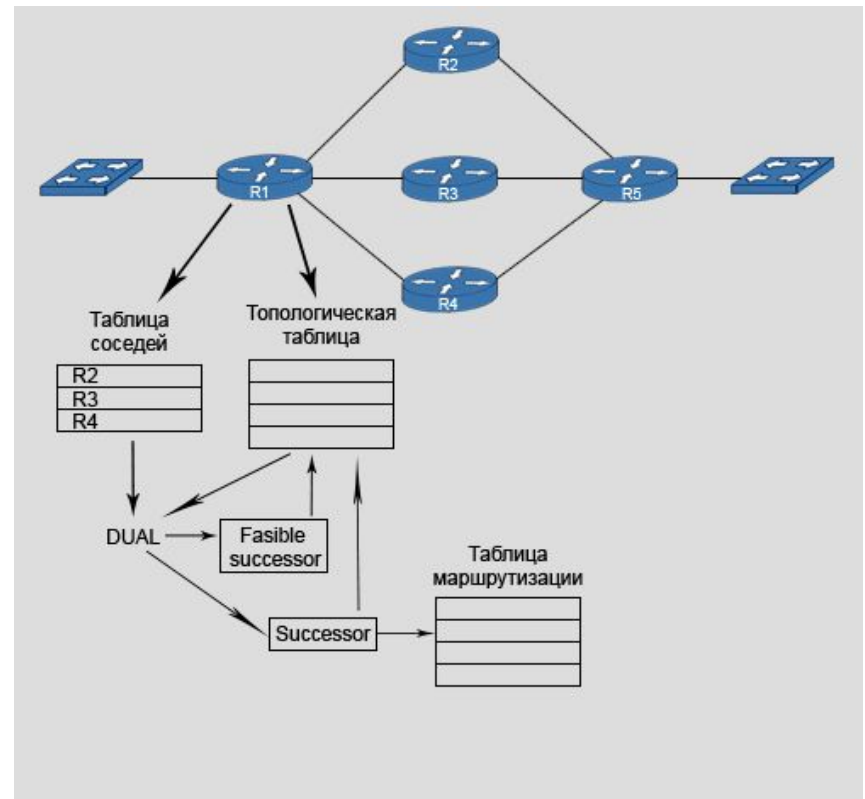 R2
R1
R3
R5
R4
Таблица
соседей
Топологическая
таблица
R2
R3
R4
DUAL
Fasible
successor
Таблица
маршрутизации
Successor